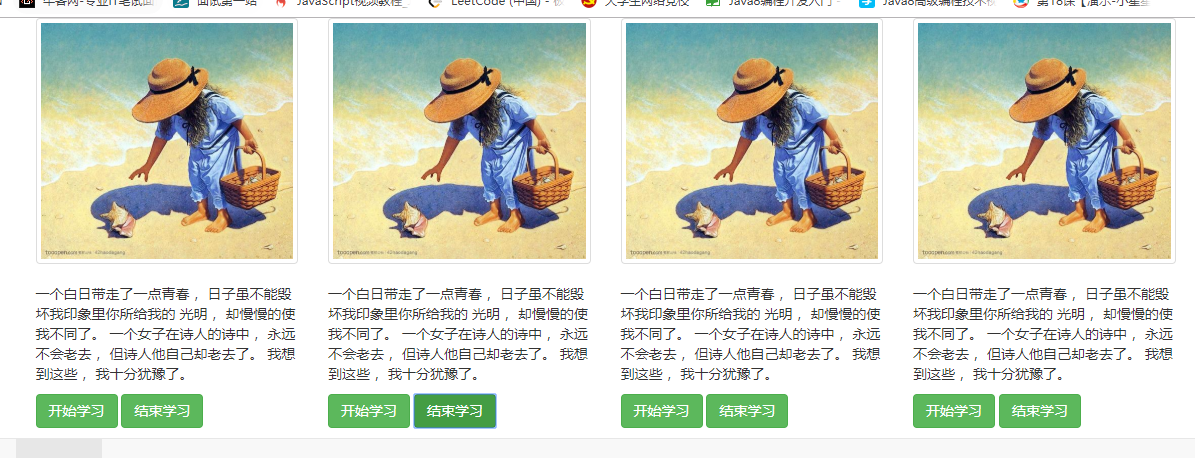 牛客网-专业IT笔试面
面试第一站
JavaScript视频教程_
LeetCode (中国) -
大学生网络党校
Java8编程开发入门 -
Java8高级编程技术
第18课【演示-小星星
一个白日带走了一点青春 ，日子虽不能毁
坏我印象里你所给我的 光明 ，却慢慢的使
我不同了。 一个女子在诗人的诗中 ，永远
不会老去 ，但诗人他自己却老去了。 我想
到这些 ，我十分犹豫了。
开始学习 结束学习
一个白日带走了一点青春 ，日子虽不能毁
坏我印象里你所给我的 光明 ，却慢慢的使
我不同了。 一个女子在诗人的诗中 ，永远
不会老去 ，但诗人他自己却老去了。 我想
到这些 ，我十分犹豫了。
开始学习 结束学习
一个白日带走了一点青春 ，日子虽不能毁
坏我印象里你所给我的 光明 ，却慢慢的使
我不同了。 一个女子在诗人的诗中 ，永远
不会老去 ，但诗人他自己却老去了。 我想
到这些 ，我十分犹豫了。
开始学习 结束学习
一个白日带走了一点青春 ，日子虽不能毁
坏我印象里你所给我的 光明 ，却慢慢的使
我不同了。 一个女子在诗人的诗中 ，永远
不会老去 ，但诗人他自己却老去了。 我想
到这些 ，我十分犹豫了。
开始学习 结束学习